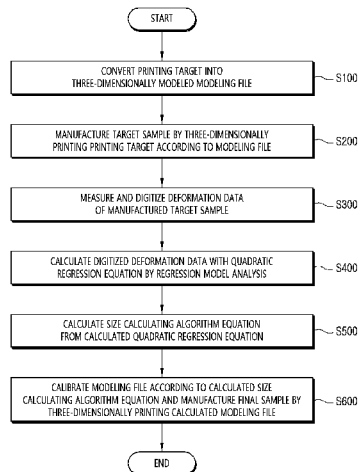 START
CONVERT PRINTING TARGET INTO
THREE-DIMENSIONALLY MODELED MODELING FILE
S100
MANUFACTURE TARGET SAMPLE BY THREE-DIMENSIONALLY
PRINTING PRINTING TARGET ACCORDING TO MODELING FILE
S200
MEASURE AND DIGITIZE DEFORMATION DATA
OF MANUFACTURED TARGET SAMPLE
S300
CALCULATE DIGITIZED DEFORMATION DATA WITH QUADRATIC
REGRESSION EQUATION BY REGRESSION MODEL ANALYSIS
S400
CALCULATE SIZE CALCULATING ALGORITHM EQUATION
FROM CALCULATED QUADRATIC REGRESSION EQUATION
S500
CALIBRATE MODELING FILE ACCORDING TO CALCULATED SIZE
CALCULATING ALGORITHM EQUATION AND MANUFACTURE FINAL SAMPLE BY
THREE-DIMENSIONALLY PRINTING CALCULATED MODELING FILE
S600
END